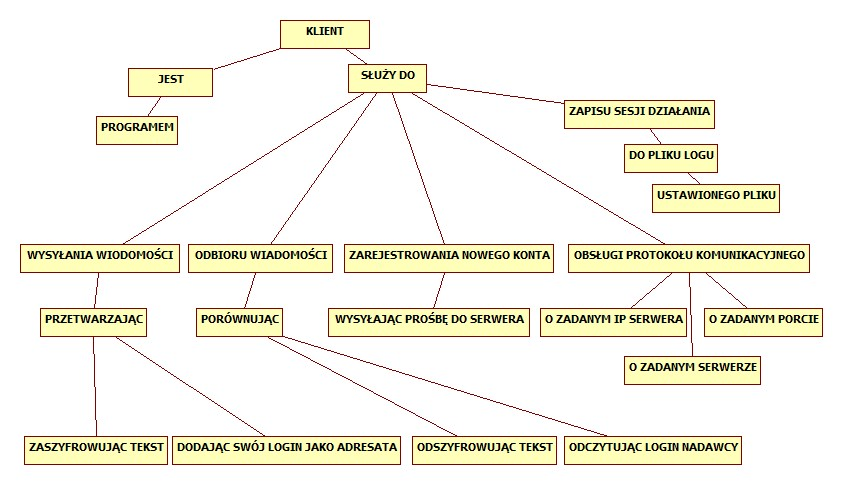 KLIENT
JEST
SŁUŻY DO
PROGRAMEM
ZAPISU SESJI DZIAŁANIA
DO PLIKU LOGU
USTAWIONEGO PLIKU
WYSYŁANIA WIODOMOŚCI
ODBIORU WIADOMOŚCI
ZAREJESTROWANIA NOWEGO KONTA
OBSŁUGI PROTOKOŁU KOMUNIKACYJNEGO
PRZETWARZAJĄC
PORÓWNUJĄC
WYSYŁAJĄC PROŚBĘ DO SERWERA
O ZADANYM IP SERWERA
O ZADANYM PORCIE
O ZADANYM SERWERZE
ZASZYFROWUJĄC TEKST
DODAJĄC SWÓJ LOGIN JAKO ADRESATA
ODSZYFROWUJĄC TEKST
ODCZYTUJĄC LOGIN NADAWCY